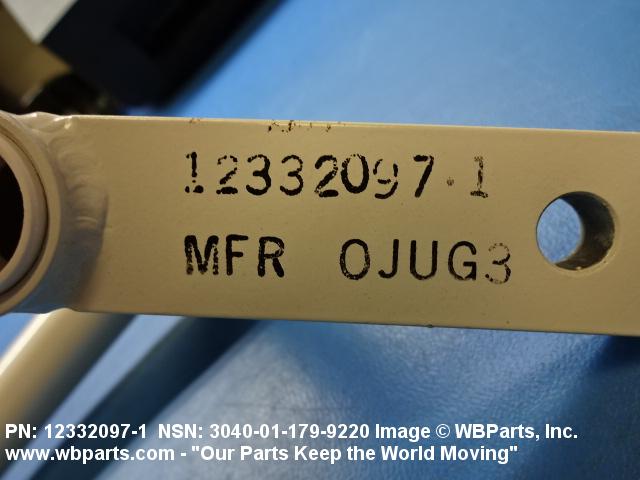 12332097-1
MFR 0JUG3
PN: 12332097-1 NSN: 3040-01-179-9220 Image © WBParts, Inc.
www.wbparts.com - "Our Parts Keep the World Moving"